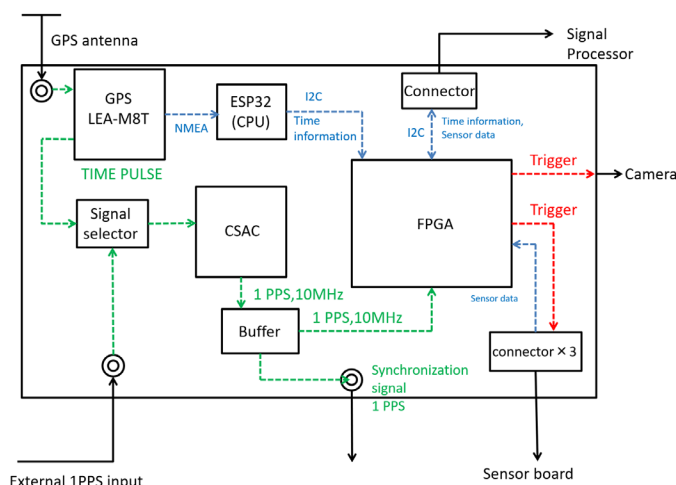 GPS antenna
Signal
Processor
GPS
LEA-M8T
NMEA
ESP32
(CPU)
I2C
Time
information
Connector
I2C
Time information,
Sensor data
TIME PULSE
Trigger
Camera
Signal
selector
CSAC
FPGA
Trigger
1 PPS,10MHz
Buffer
1 PPS,10MHz
Sensor data
connector×3
Synchronization
signal
1 PPS
External 1PPS input
Sensor board